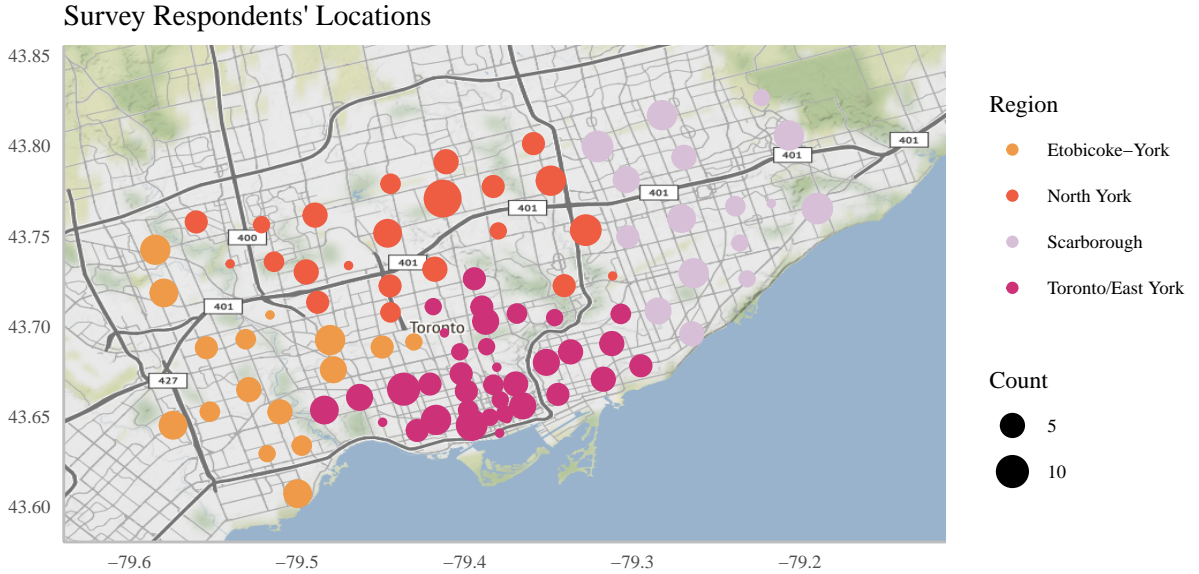 Survey Respondents' Locations
43.85
43.80
43.75
43.70
43.65
43.60
401
401
401
401
400
401
401
427
Toronto
−79.6
−79.5
−79.4
−79.3
−79.2
Region
Etobicoke−York
North York
Scarborough
Toronto/East York
Count
5
10